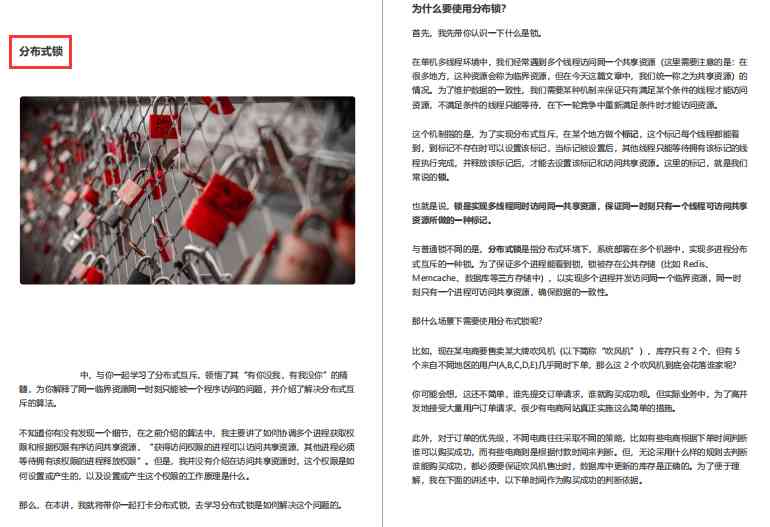 分布式锁
中，与你一起学习了分布式互斥，领悟了其“有你没我，有我没你”的精
髓，为你解释了同一临界资源同一时刻只能被一个程序访问的问题，并介绍了解决分布式互
斥的算法。
不知道你有没有发现一个细节，在之前介绍的算法中，我主要讲了如何协调多个进程获取权
限和根据权限有序访问共享资源，“获得访问权限的进程可以访问共享资源，其他进程必须
等待拥有该权限的进程释放权限”。但是，我并没有介绍在访问共享资源时，这个权限是如
何设置或产生的，以及设置或产生这个权限的工作原理是什么。
那么，在本讲，我就将带你一起打卡分布式锁，去学习分布式锁是如何解决这个问题的。
为什么要使用分布锁？
首先，我先带你认识一下什么是锁。
在单机多线程环境中，我们经常遇到多个线程访问同一个共享资源（这里需要注意的是：在
很多地方，这种资源会称为临界资源，但在今天这篇文章中，我们统一称之为共享资源）的
情况。为了维护数据的一致性，我们需要某种机制来保证只有满足某个条件的线程才能访问
资源，不满足条件的线程只能等待，在下一轮竞争中重新满足条件时才能访问资源。
这个机制指的是，为了实现分布式互斥，在某个地方做个标记，这个标记每个线程都能看
到，到标记不存在时可以设置该标记，当标记被设置后，其他线程只能等待拥有该标记的线
程执行完成，并释放该标记后，才能去设置该标记和访问共享资源。这里的标记，就是我们
常说的锁。
也就是说，锁是实现多线程同时访问同一共享资源，保证同一时刻只有一个线程可访问共享
资源所做的一种标记。
与普通锁不同的是，分布式锁是指分布式环境下，系统部署在多个机器中，实现多进程分布
式互斥的一种锁。为了保证多个进程能看到锁，锁被存在公共存储（比如 Redis、
Memcache、数据库等三方存储中），以实现多个进程并发访问同一个临界资源，同一时
刻只有一个进程可访问共享资源，确保数据的一致性。
那什么场景下需要使用分布式锁呢？
比如，现在某电商要售卖某大牌吹风机（以下简称“吹风机”），库存只有 2 个，但有 5
个来自不同地区的用户{A,B,C,D,E}几乎同时下单，那么这 2 个吹风机到底会花落谁家呢？
你可能会想，这还不简单，谁先提交订单请求，谁就购买成功呗。但实际业务中，为了高并
发地接受大量用户订单请求，很少有电商网站真正实施这么简单的措施。
此外，对于订单的优先级，不同电商往往采取不同的策略，比如有些电商根据下单时间判断
谁可以购买成功，而有些电商则是根据付款时间来判断。但，无论采用什么样的规则去判断
谁能购买成功，都必须要保证吹风机售出时，数据库中更新的库存是正确的。为了便于理
解，我在下面的讲述中，以下单时间作为购买成功的判断依据。